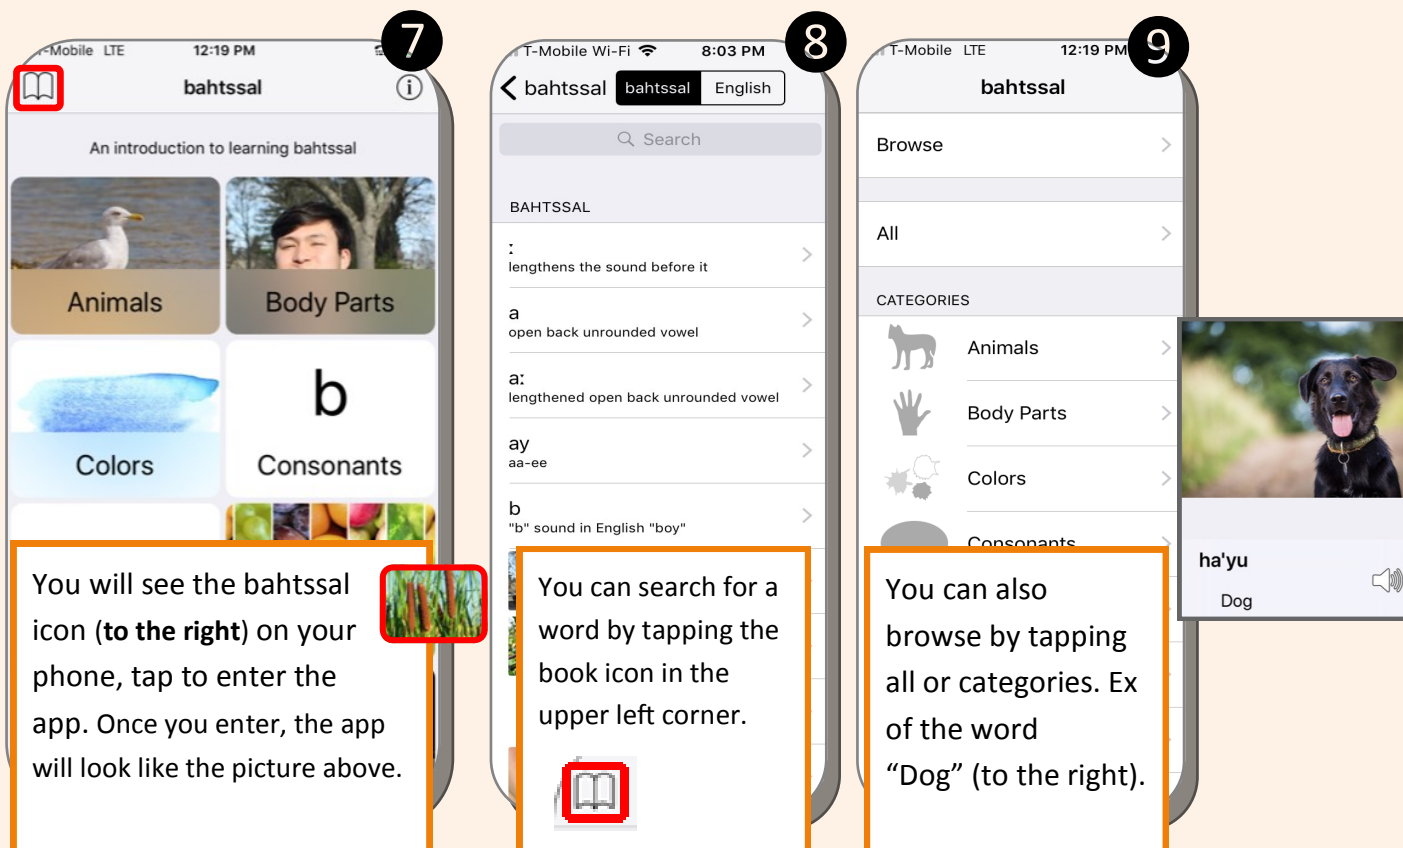 7
T-Mobile LTE 12:19 PM
bahtssal
An introduction to learning bahtssal
Animals
Body Parts
Colors
b
Consonants
You will see the bahtssal
icon (to the right) on your
phone, tap to enter the
app. Once you enter, the app
will look like the picture above.
8
T-Mobile Wi-Fi 8:03 PM
bahtssal bahtssal English
Search
BAHTSSAL
ː
lengthens the sound before it
a
open back unrounded vowel
aː
lengthened open back unrounded vowel
ay
aa-ee
b
"b" sound in English "boy"
You can search for a
word by tapping the
book icon in the
upper left corner.
9
T-Mobile LTE 12:19 PM
bahtssal
Browse
All
CATEGORIES
Animals
Body Parts
Colors
Consonants
You can also
browse by tapping
all or categories. Ex
of the word
“Dog” (to the right).
ha'yu
Dog